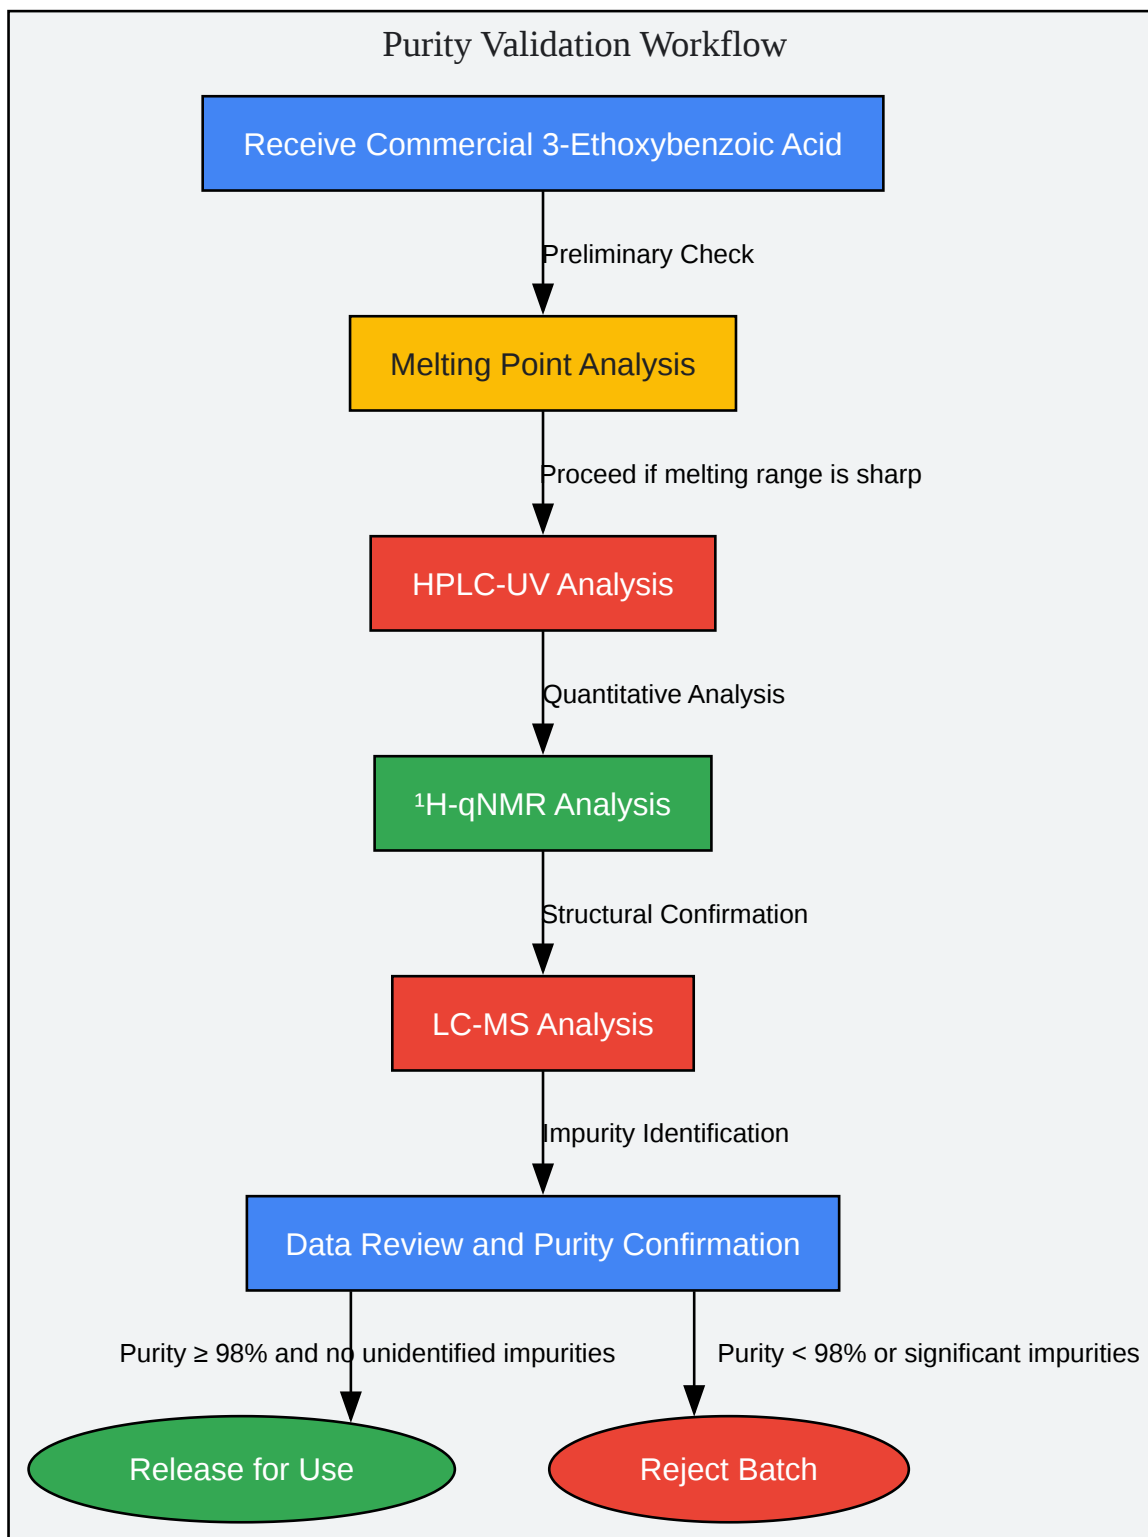 Purity Validation Workflow
Receive Commercial 3-Ethoxybenzoic Acid
Preliminary Check
Melting Point Analysis
Proceed if melting range is sharp
HPLC-UV Analysis
Quantitative Analysis
¹H-qNMR Analysis
Structural Confirmation
LC-MS Analysis
Impurity Identification
Data Review and Purity Confirmation
Purity ≥ 98% and no unidentified impurities
Purity < 98% or significant impurities
Release for Use
Reject Batch